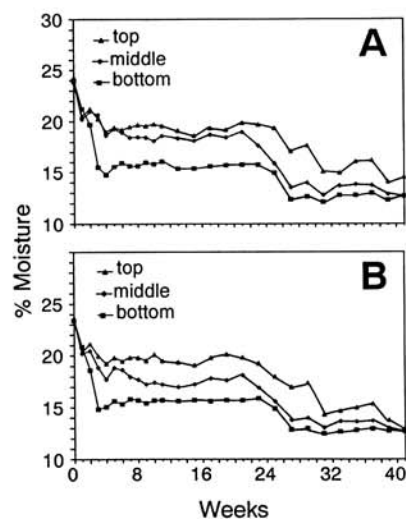 30
A
top
middle
bottom
25
20
15
10
% Moisture
B
top
middle
bottom
25
20
15
10
0 8 16 24 32 40
Weeks